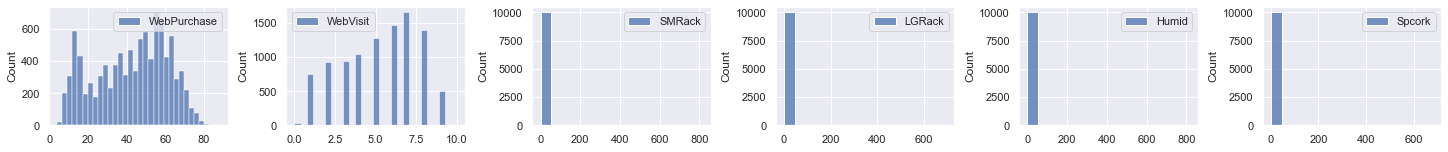 WebPurchase
Count
600
400
200
0
0 20 40 60 80
WebVisit
Count
1500
1000
500
0
0.0 2.5 5.0 7.5 10.0
SMRack
Count
10000
7500
5000
2500
0
0 200 400 600 800
LGRack
Count
10000
7500
5000
2500
0
0 200 400 600
Humid
Count
10000
7500
5000
2500
0
0 200 400 600 800
Spcork
Count
10000
7500
5000
2500
0
0 200 400 600